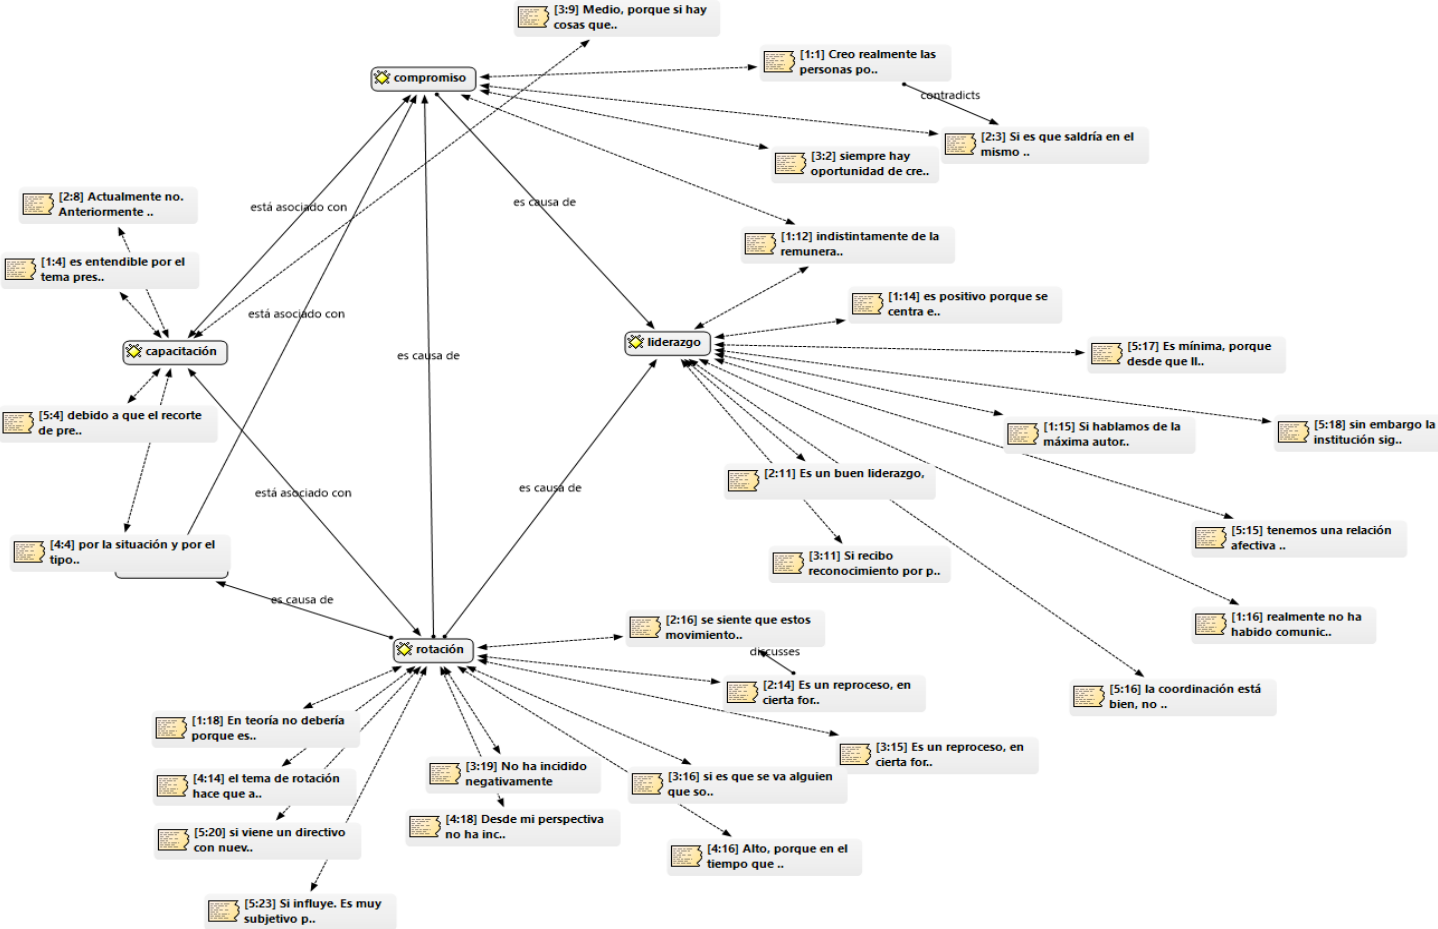 [3:9] Medio, porque si hay
cosas que..
[1:1] Creo realmente las
personas po..
compromiso
contradicts
[2:3] Si es que saldría en el
mismo ..
[3:2] siempre hay
oportunidad de cre..
[2:8] Actualmente no.
Anteriormente ..
está asociado con
es causa de
[1:12] indistintamente de la
remunera..
[1:4] es entendible por el
tema pres..
[1:14] es positivo porque se
centra e..
está asociado con
capacitación
es causa de
liderazgo
[5:17] Es mínima, porque
desde que ll..
[5:4] debido a que el recorte
de pre..
[1:15] Si hablamos de la
máxima autor..
[5:18] sin embargo la
institución sig..
[2:11] Es un buen liderazgo,
está asociado con
es causa de
[5:15] tenemos una relación
afectiva ..
[4:4] por la situación y por el
tipo..
[3:11] Si recibo
reconocimiento por p..
es causa de
[2:16] se siente que estos
movimiento..
[1:16] realmente no ha
habido comunic..
rotación
discusses
[2:14] Es un reproceso, en
cierta for..
[5:16] la coordinación está
bien, no ..
[1:18] En teoría no debería
porque es..
[3:15] Es un reproceso, en
cierta for..
[3:19] No ha incidido
negativamente
[3:16] si es que se va alguien
que so..
[4:14] el tema de rotación
hace que a..
[4:18] Desde mi perspectiva
no ha inc..
[5:20] si viene un directivo
con nuev..
[4:16] Alto, porque en el
tiempo que ..
[5:23] Si influye. Es muy
subjetivo p..